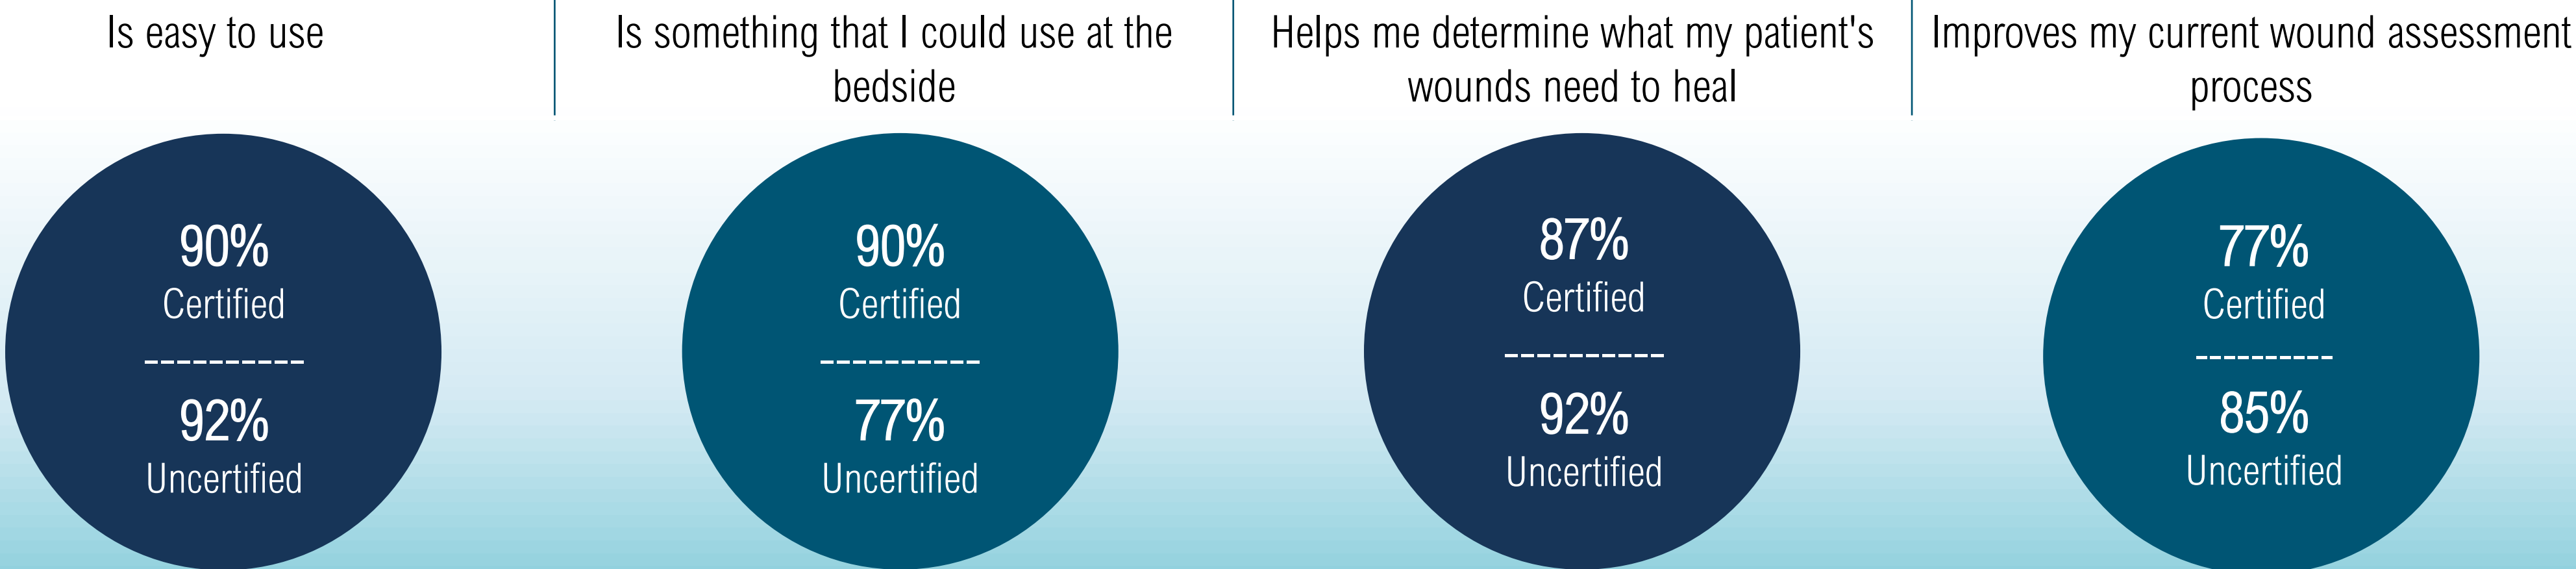 Is easy to use
90%
Certified
----------
92%
Uncertified
Is something that I could use at the
bedside
90%
Certified
----------
77%
Uncertified
Helps me determine what my patient's
wounds need to heal
87%
Certified
----------
92%
Uncertified
Improves my current wound assessment
process
77%
Certified
----------
85%
Uncertified